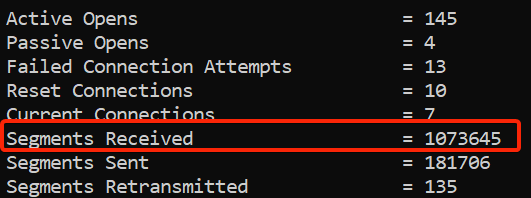 Active Opens = 145
Passive Opens = 4
Failed Connection Attempts = 13
Reset Connections = 10
Current Connections = 7
Segments Received = 1073645
Segments Sent = 181706
Segments Retransmitted = 135